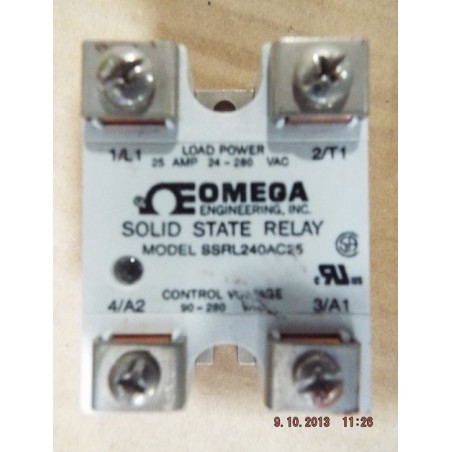 1/L1
LOAD POWER
2/T1
25 AMP 24-280 VAC
OMEGA
ENGINEERING, INC.
SOLID STATE RELAY
MODEL SSRL240AC25
4/A2
CONTROL VOLTAGE
3/A1
90-280
9.10.2013 11:26